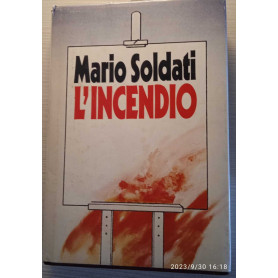 Mario Soldati
L'INCENDIO
2023/9/30 16:18